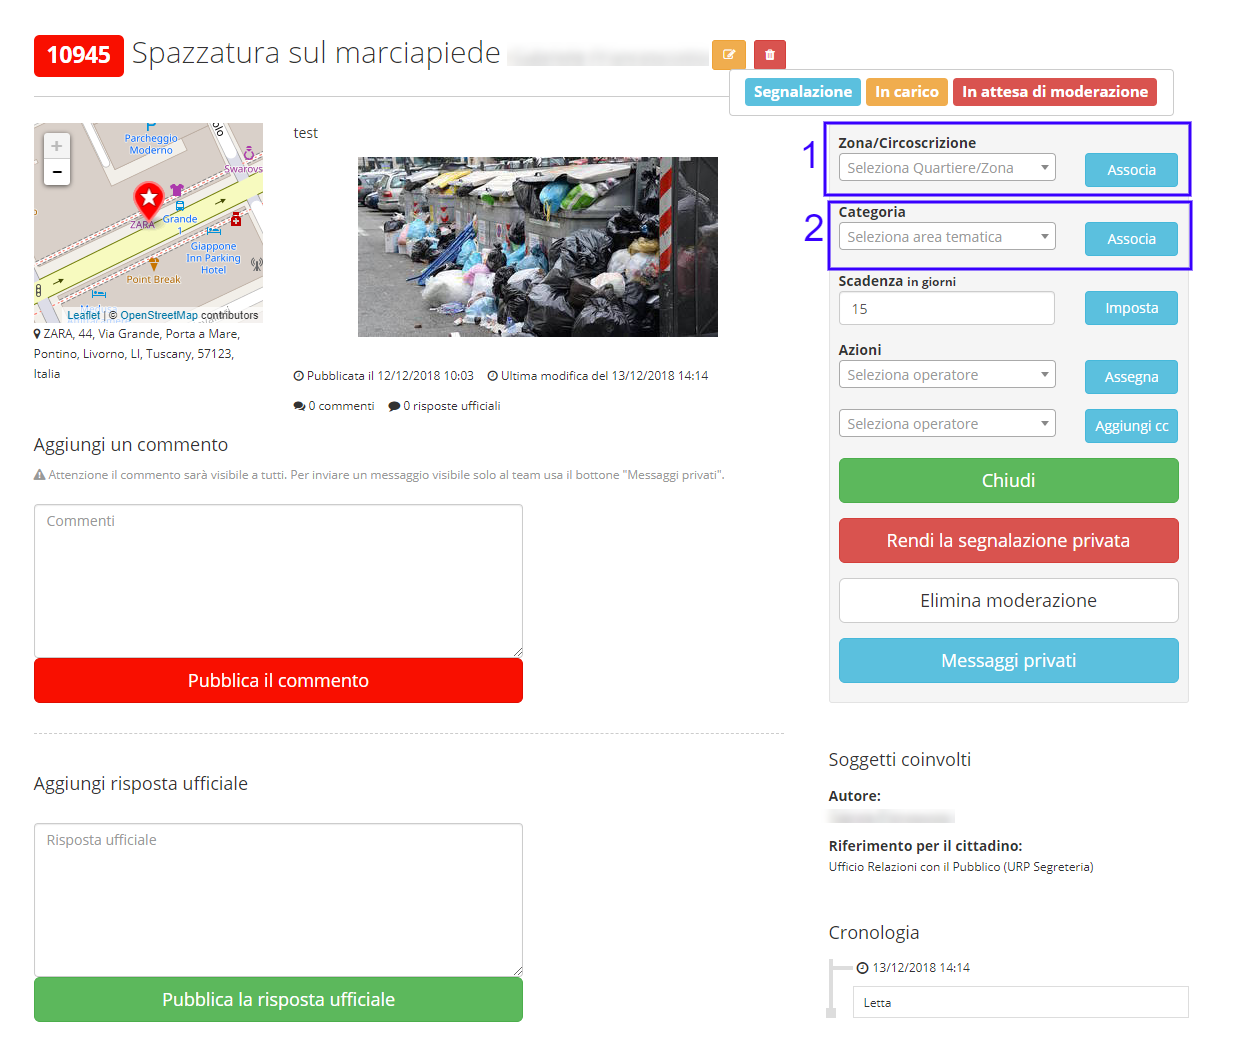 10945 Spazzatura sul marciapiede
Segnalazione In carico In attesa di moderazione
Parcheggio
Moderno
Swarovs
ZARA
Grande
1
Giappone
Inn Parking
Hotel
Point Break
+
−
Leaflet | © OpenStreetMap contributors
ZARA, 44, Via Grande, Porta a Mare,
Pontino, Livorno, LI, Tuscany, 57123,
Italia
test
Pubblicata il 12/12/2018 10:03 Ultima modifica del 13/12/2018 14:14
0 commenti 0 risposte ufficiali
Aggiungi un commento
Attenzione il commento sarà visibile a tutti. Per inviare un messaggio visibile solo al team usa il bottone "Messaggi privati".
Commenti
Pubblica il commento
Aggiungi risposta ufficiale
Risposta ufficiale
Pubblica la risposta ufficiale
1
Zona/Circoscrizione
Seleziona Quartiere/Zona Associa
2
Categoria
Seleziona area tematica Associa
Scadenza in giorni
15 Imposta
Azioni
Seleziona operatore Assegna
Seleziona operatore Aggiungi cc
Chiudi
Rendi la segnalazione privata
Elimina moderazione
Messaggi privati
Soggetti coinvolti
Autore:
Riferimento per il cittadino:
Ufficio Relazioni con il Pubblico (URP Segreteria)
Cronologia
13/12/2018 14:14
Letta